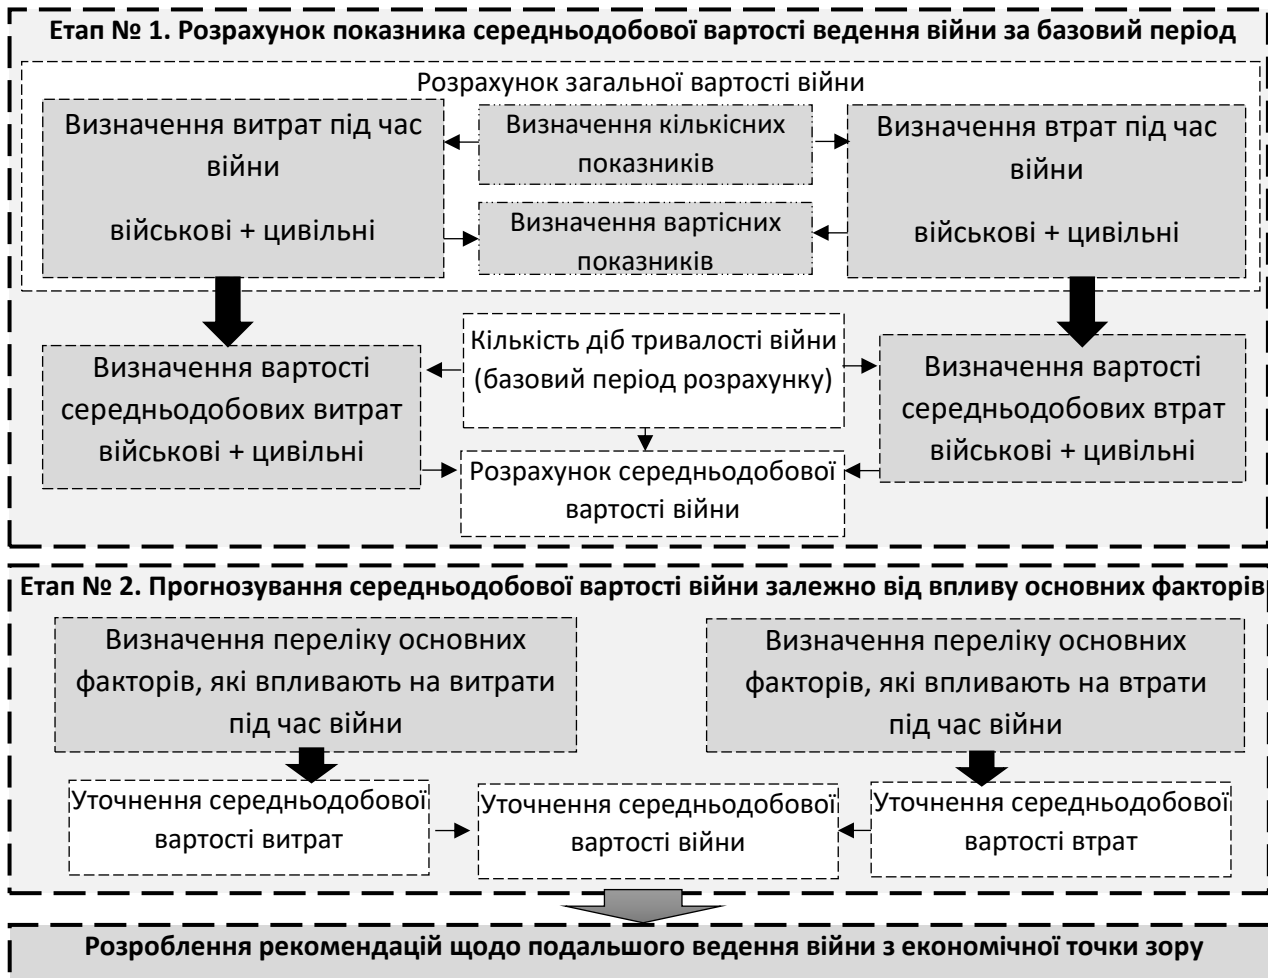 Етап № 1. Розрахунок показника середньодобової вартості ведення війни за базовий період
Розрахунок загальної вартості війни
Визначення витрат під час
війни
військові + цивільні
Визначення кількісних
показників
Визначення вартісних
показників
Визначення втрат під час
війни
військові + цивільні
Визначення вартості
середньодобових витрат
військові + цивільні
Кількість діб тривалості війни
(базовий період розрахунку)
Визначення вартості
середньодобових втрат
військові + цивільні
Розрахунок середньодобової
вартості війни
Етап № 2. Прогнозування середньодобової вартості війни залежно від впливу основних факторів
Визначення переліку основних
факторів, які впливають на витрати
під час війни
Визначення переліку основних
факторів, які впливають на втрати
під час війни
Уточнення середньодобової
вартості витрат
Уточнення середньодобової
вартості війни
Уточнення середньодобової
вартості втрат
Розроблення рекомендацій щодо подальшого ведення війни з економічної точки зору